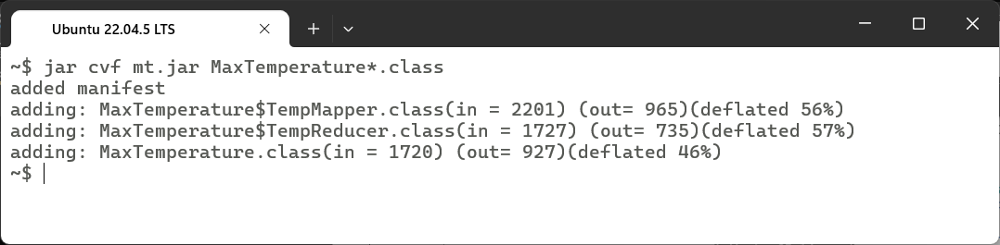 Ubuntu 22.04.5 LTS
~$ jar cvf mt.jar MaxTemperature*.class
added manifest
adding: MaxTemperature$TempMapper.class(in = 2201) (out= 965)(deflated 56%)
adding: MaxTemperature$TempReducer.class(in = 1727) (out= 735)(deflated 57%)
adding: MaxTemperature.class(in = 1720) (out= 927)(deflated 46%)
~$